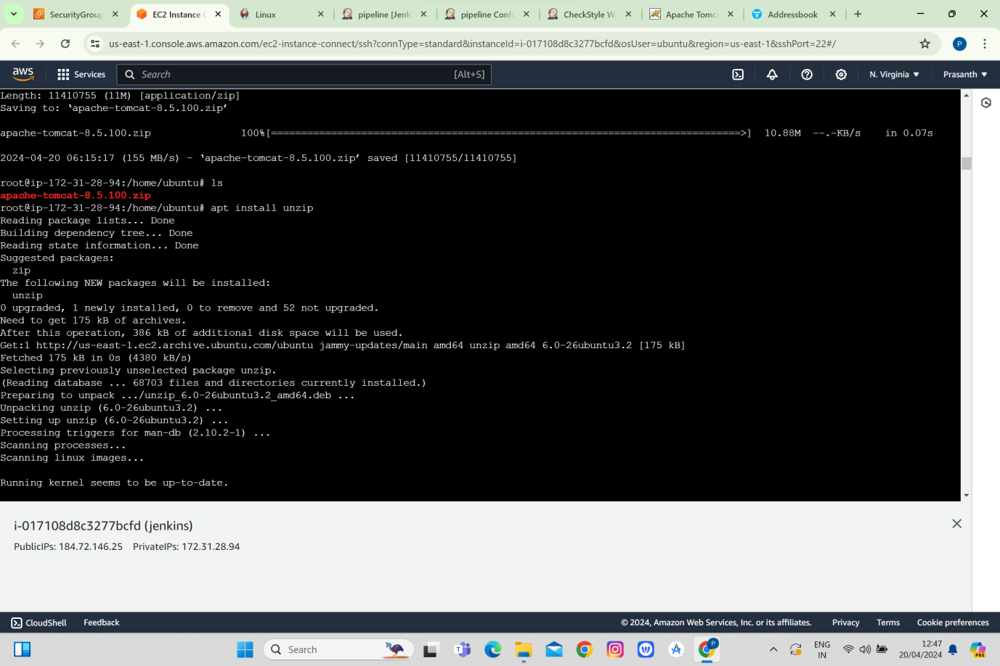 SecurityGroup
EC2 Instance C
Linux
pipeline [Jenk
pipeline Confi
CheckStyle W
Apache Tomc
Addressbook
us-east-1.console.aws.amazon.com/ec2-instance-connect/ssh?connType=standard&instanceId=i-017108d8c3277bcfd&osUser=ubuntu&region=us-east-1&sshPort=22#/
P
aws
Services
Search
[Alt+S]
N. Virginia
Prasanth
Length: 11410755 (11M) [application/zip]
Saving to: ‘apache-tomcat-8.5.100.zip’
apache-tomcat-8.5.100.zip 100%[==============================================================================>] 10.88M --.-KB/s in 0.07s
2024-04-20 06:15:17 (155 MB/s) - ‘apache-tomcat-8.5.100.zip’ saved [11410755/11410755]
root@ip-172-31-28-94:/home/ubuntu# ls
apache-tomcat-8.5.100.zip
root@ip-172-31-28-94:/home/ubuntu# apt install unzip
Reading package lists... Done
Building dependency tree... Done
Reading state information... Done
Suggested packages:
zip
The following NEW packages will be installed:
unzip
0 upgraded, 1 newly installed, 0 to remove and 52 not upgraded.
Need to get 175 kB of archives.
After this operation, 386 kB of additional disk space will be used.
Get:1 http://us-east-1.ec2.archive.ubuntu.com/ubuntu jammy-updates/main amd64 unzip amd64 6.0-26ubuntu3.2 [175 kB]
Fetched 175 kB in 0s (4380 kB/s)
Selecting previously unselected package unzip.
(Reading database ... 68703 files and directories currently installed.)
Preparing to unpack .../unzip_6.0-26ubuntu3.2_amd64.deb ...
Unpacking unzip (6.0-26ubuntu3.2) ...
Setting up unzip (6.0-26ubuntu3.2) ...
Processing triggers for man-db (2.10.2-1) ...
Scanning processes...
Scanning linux images...
Running kernel seems to be up-to-date.
i-017108d8c3277bcfd (jenkins)
PublicIPs: 184.72.146.25 PrivateIPs: 172.31.28.94
CloudShell
Feedback
© 2024, Amazon Web Services, Inc. or its affiliates.
Privacy
Terms
Cookie preferences
Search
P
ENG
IN
12:47
20/04/2024
PRE